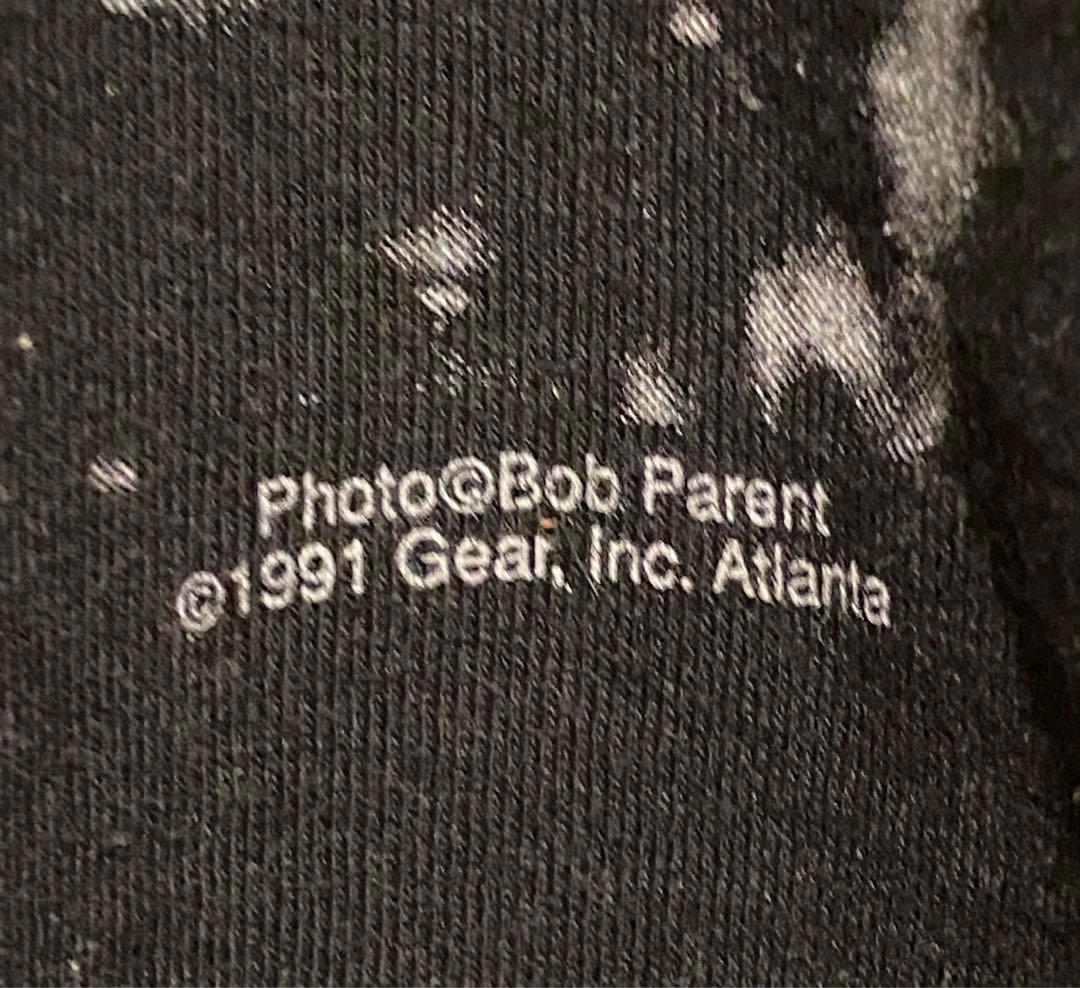 Photo©Bob Parent
©1991 Gear, Inc. Atlanta